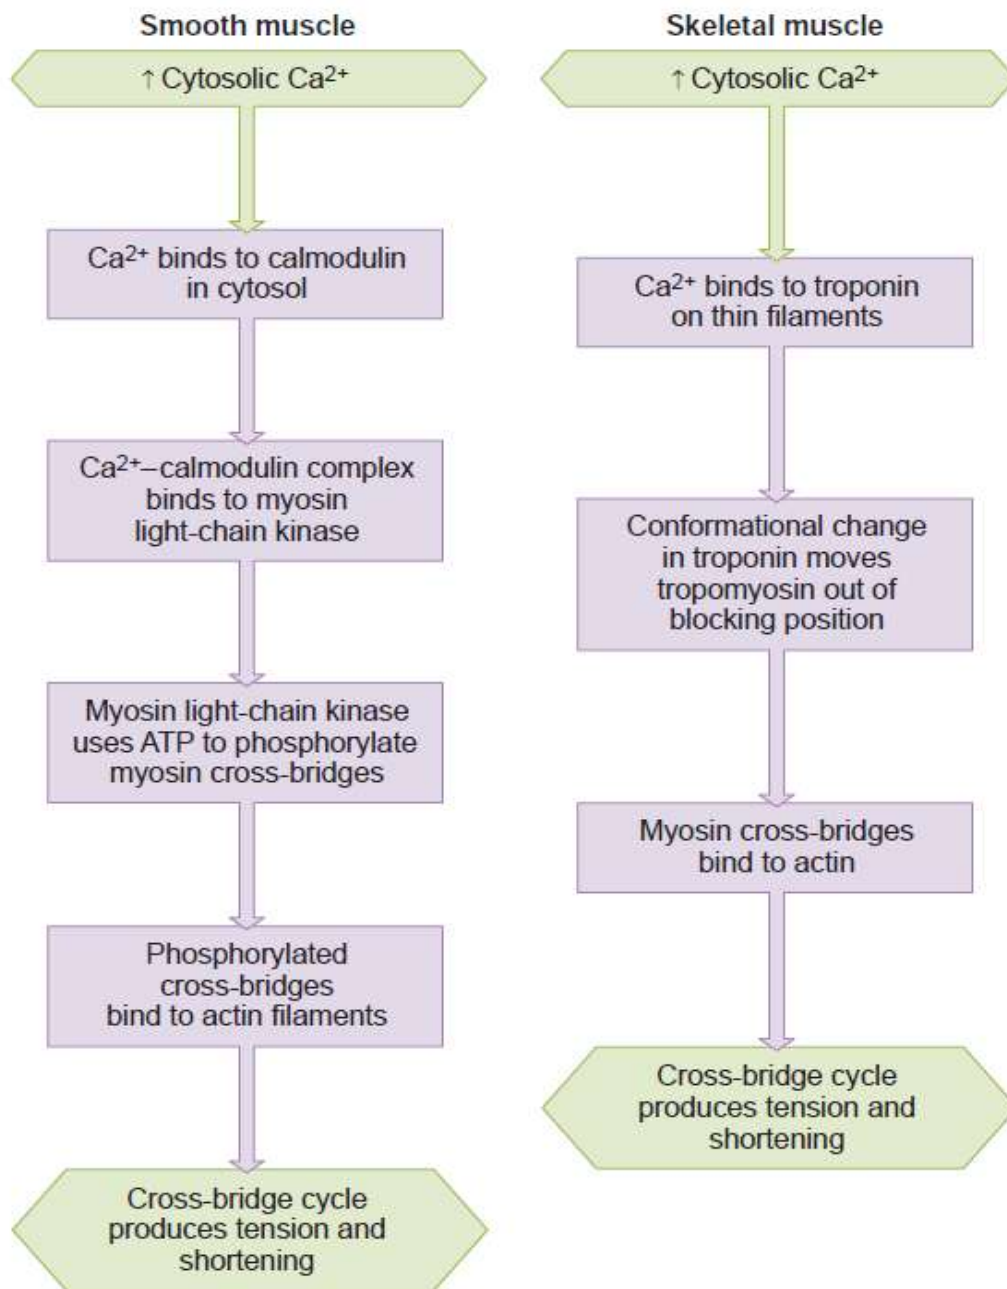 Smooth muscle
↑ Cytosolic Ca²⁺
Ca²⁺ binds to calmodulin
in cytosol
Ca²⁺–calmodulin complex
binds to myosin
light-chain kinase
Myosin light-chain kinase
uses ATP to phosphorylate
myosin cross-bridges
Phosphorylated
cross-bridges
bind to actin filaments
Cross-bridge cycle
produces tension and
shortening
Skeletal muscle
↑ Cytosolic Ca²⁺
Ca²⁺ binds to troponin
on thin filaments
Conformational change
in troponin moves
tropomyosin out of
blocking position
Myosin cross-bridges
bind to actin
Cross-bridge cycle
produces tension and
shortening